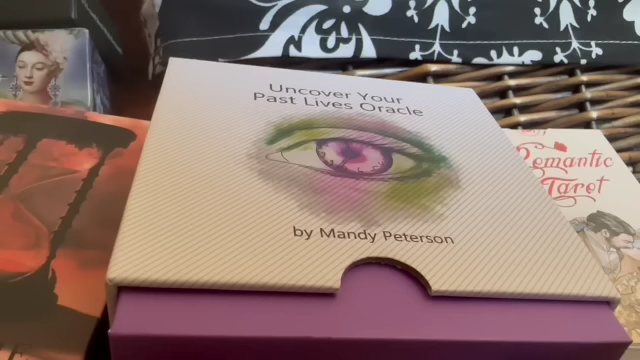 Uncover Your
Past Lives Oracle
by Mandy Peterson
Romantic
Tarot